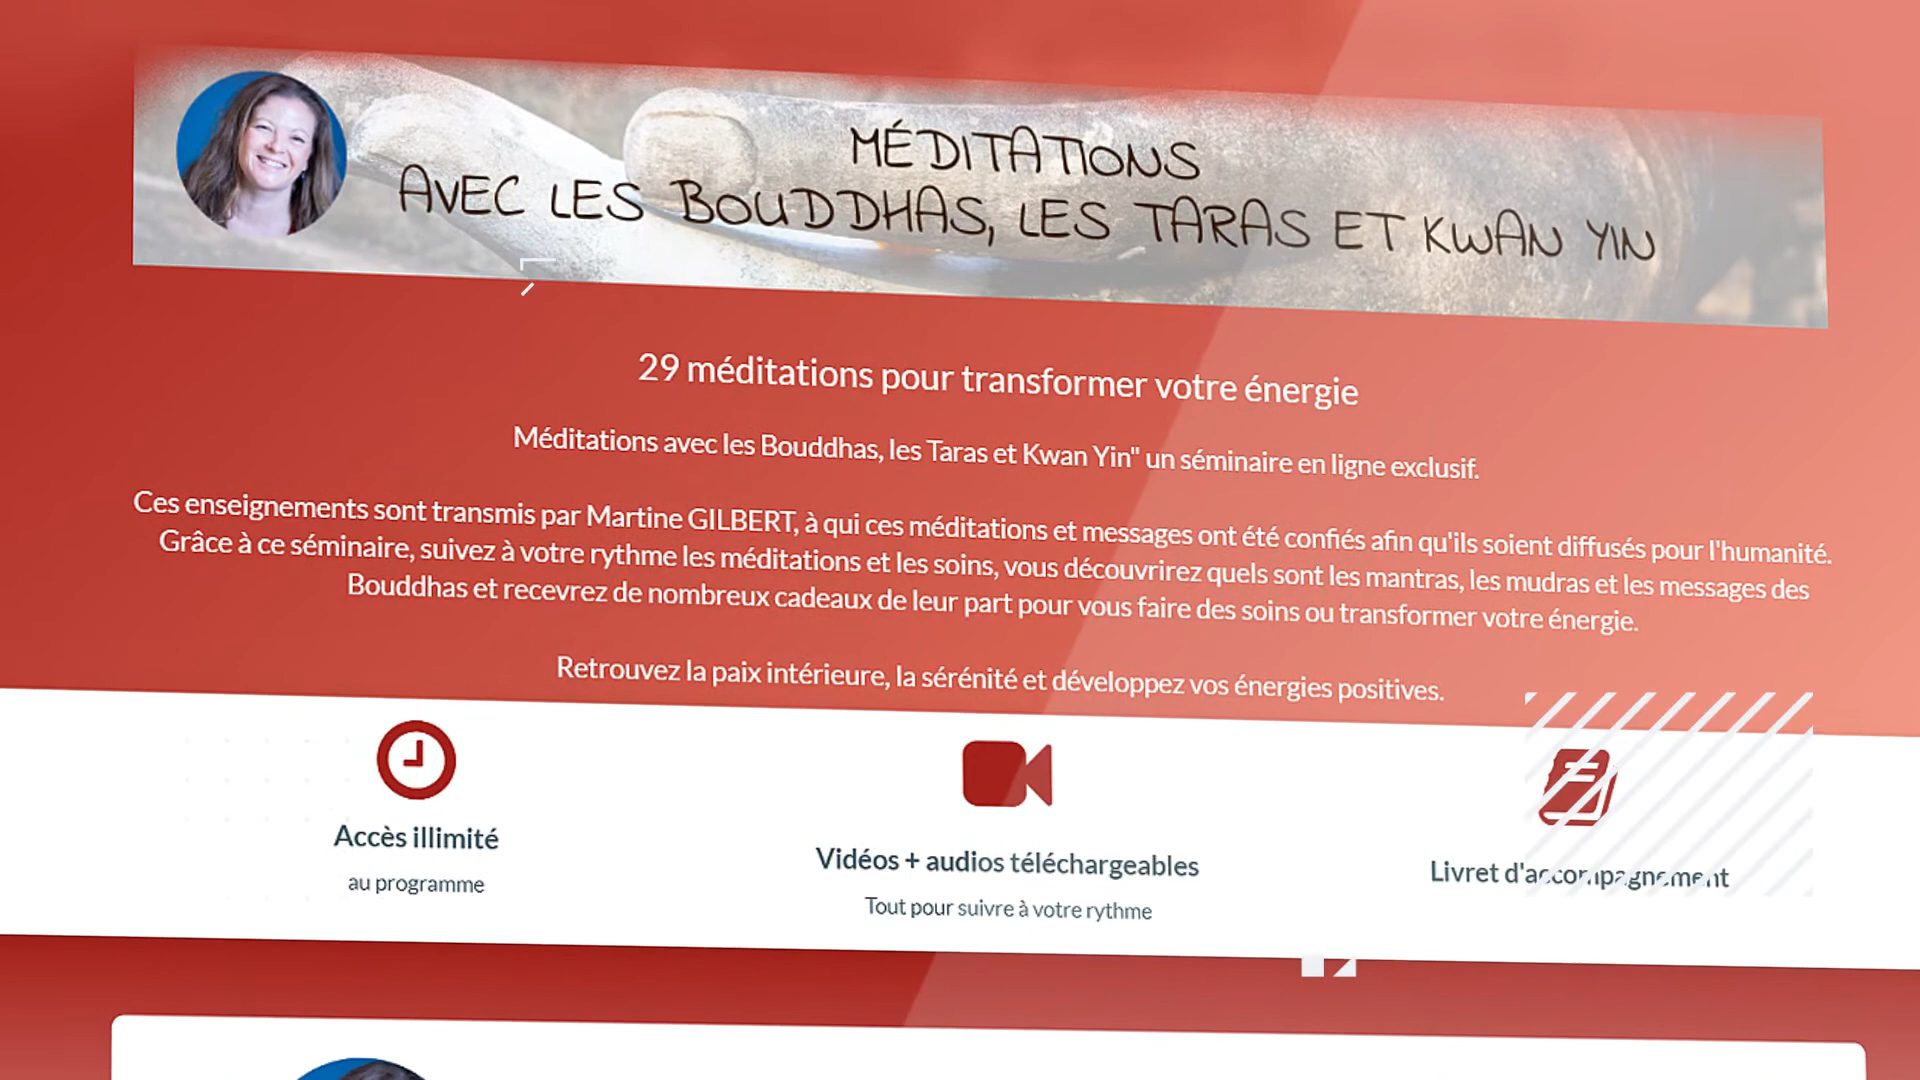 MÉDITATIONS
AVEC LES BOUDDHAS, LES TARAS ET KWAN YIN
29 méditations pour transformer votre énergie
Méditations avec les Bouddhas, les Taras et Kwan Yin" un séminaire en ligne exclusif.
Ces enseignements sont transmis par Martine GILBERT, à qui ces méditations et messages ont été confiés afin qu'ils soient diffusés pour l'humanité.
Grâce à ce séminaire, suivez à votre rythme les méditations et les soins, vous découvrirez quels sont les mantras, les mudras et les messages des
Bouddhas et recevrez de nombreux cadeaux de leur part pour vous faire des soins ou transformer votre énergie.
Retrouvez la paix intérieure, la sérénité et développez vos énergies positives.
Accès illimité
au programme
Vidéos + audios téléchargeables
Tout pour suivre à votre rythme
Livret d'accompagnement